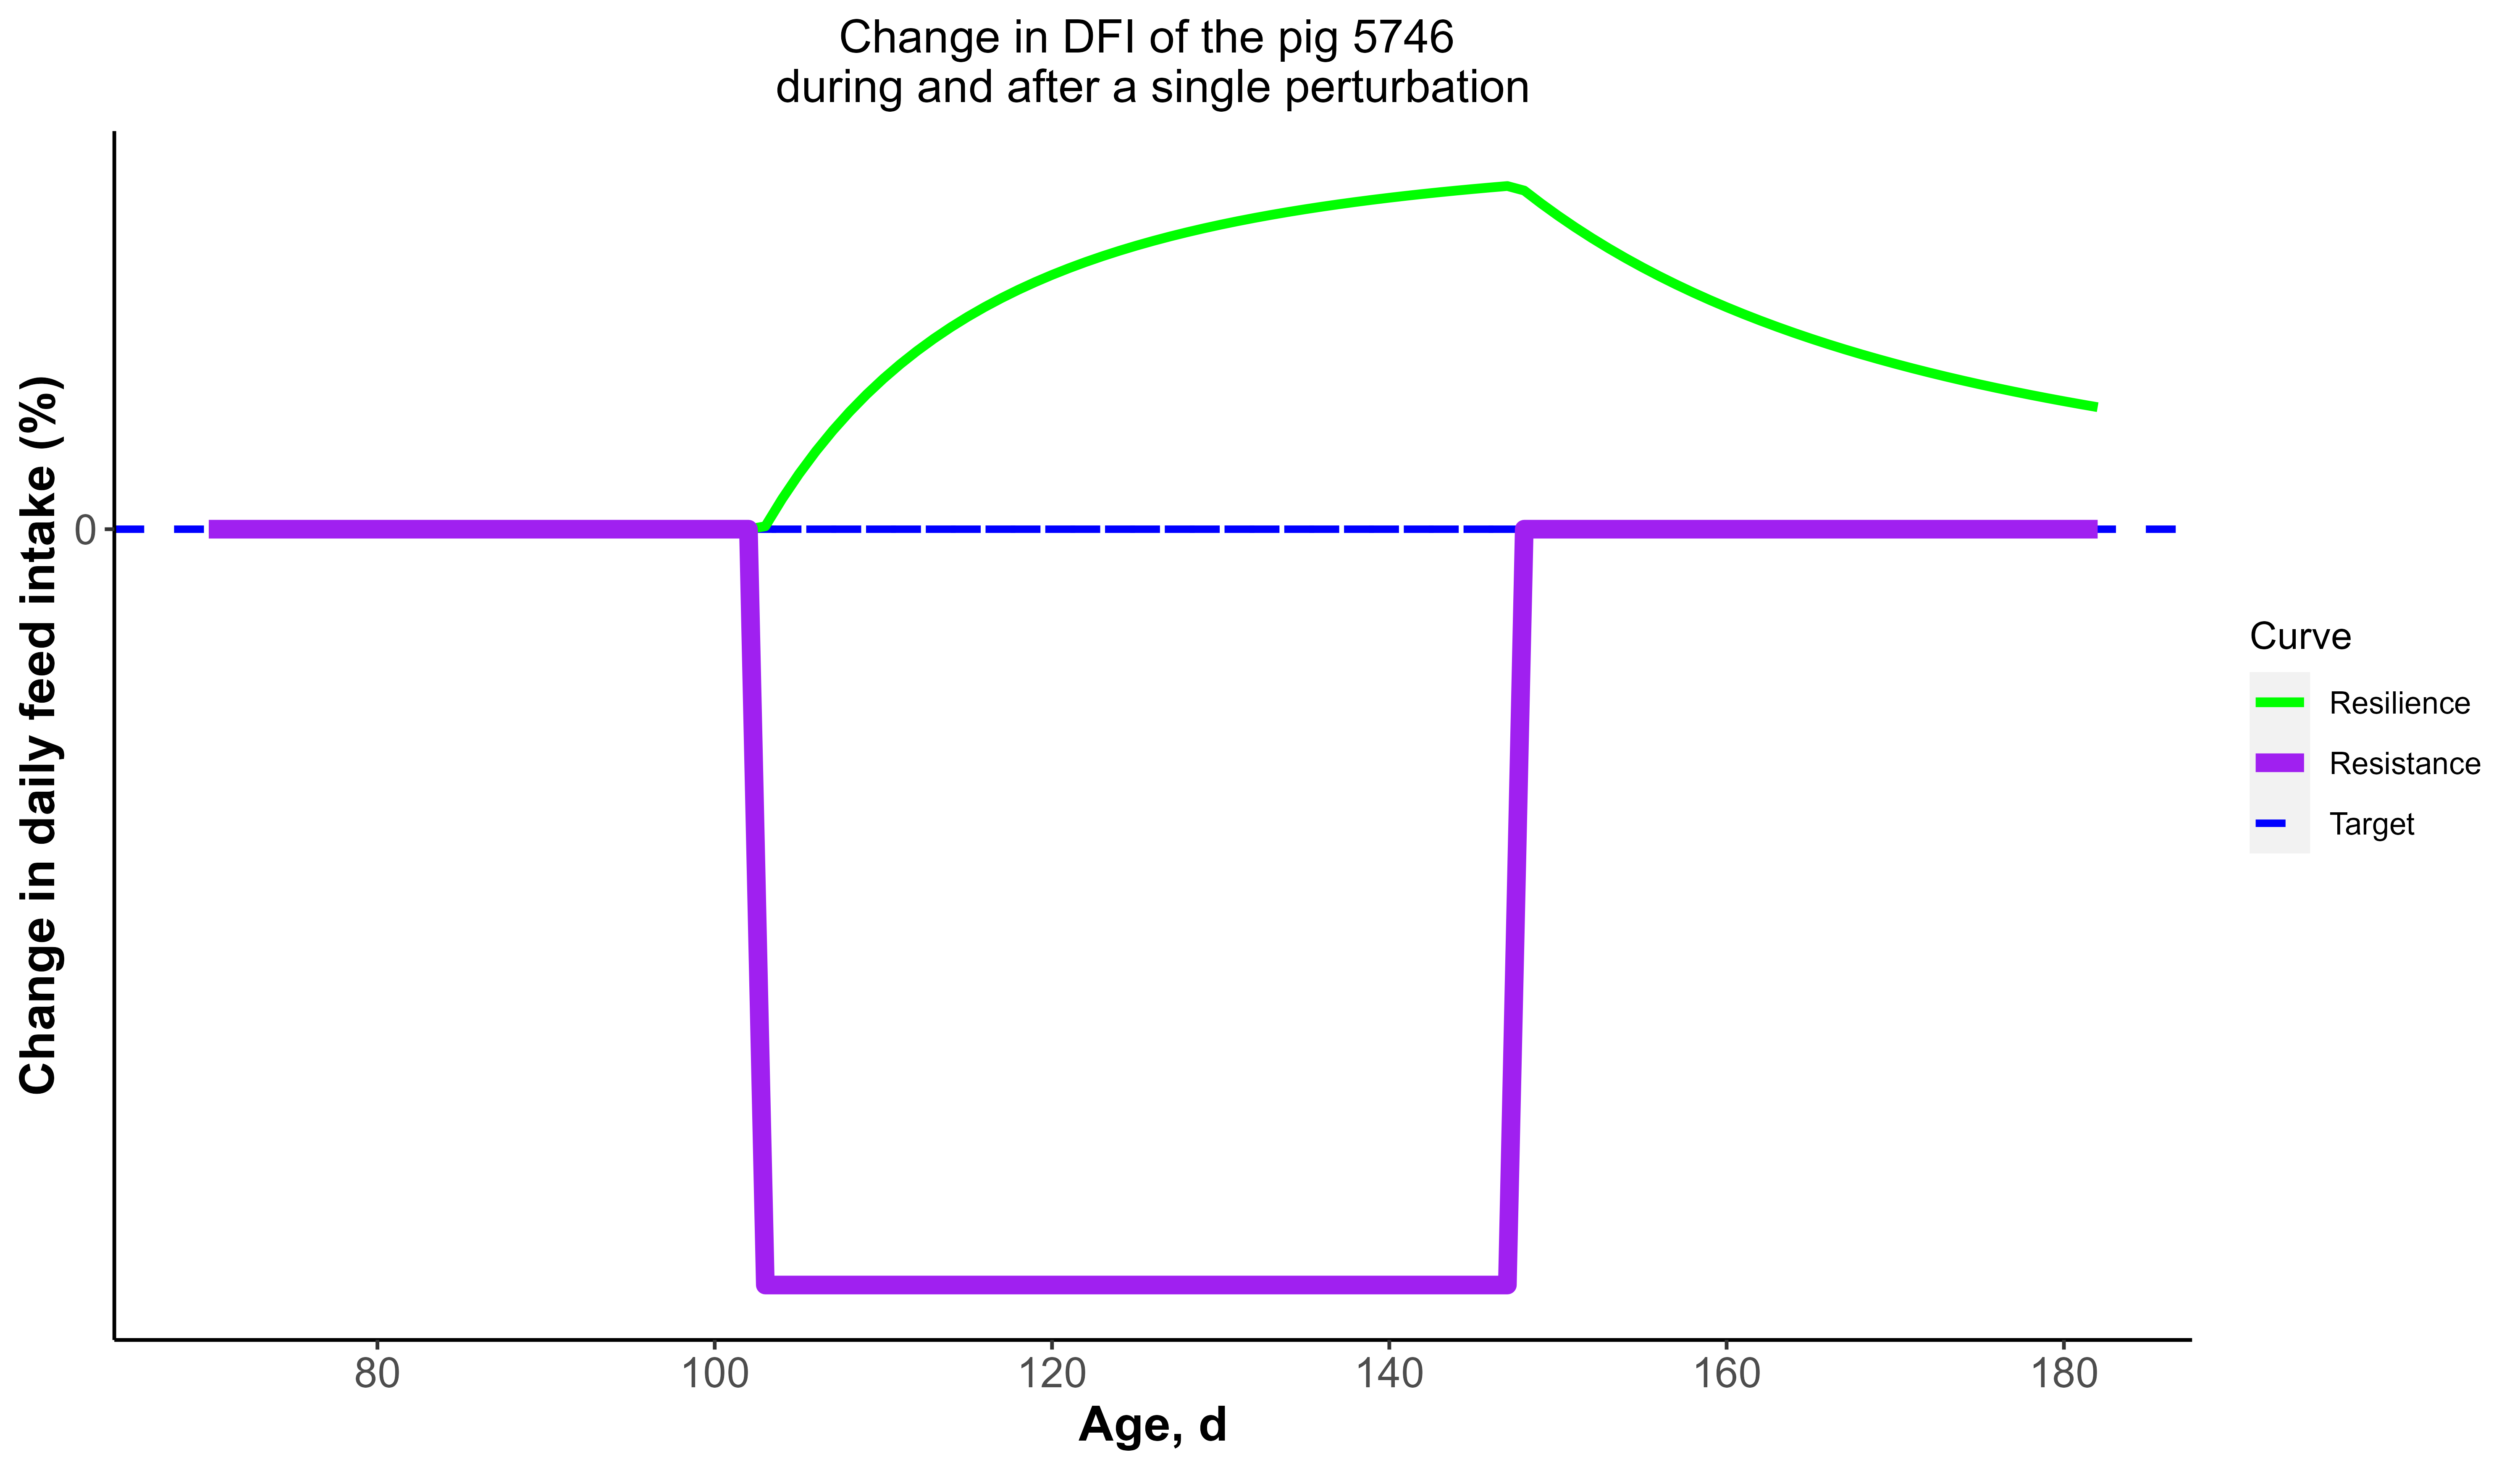 Change in DFI of the pig 5746
during and after a single perturbation
Change in daily feed intake (%)
0
80 100 120 140 160 180
Age, d
Curve
Resilience
Resistance
Target